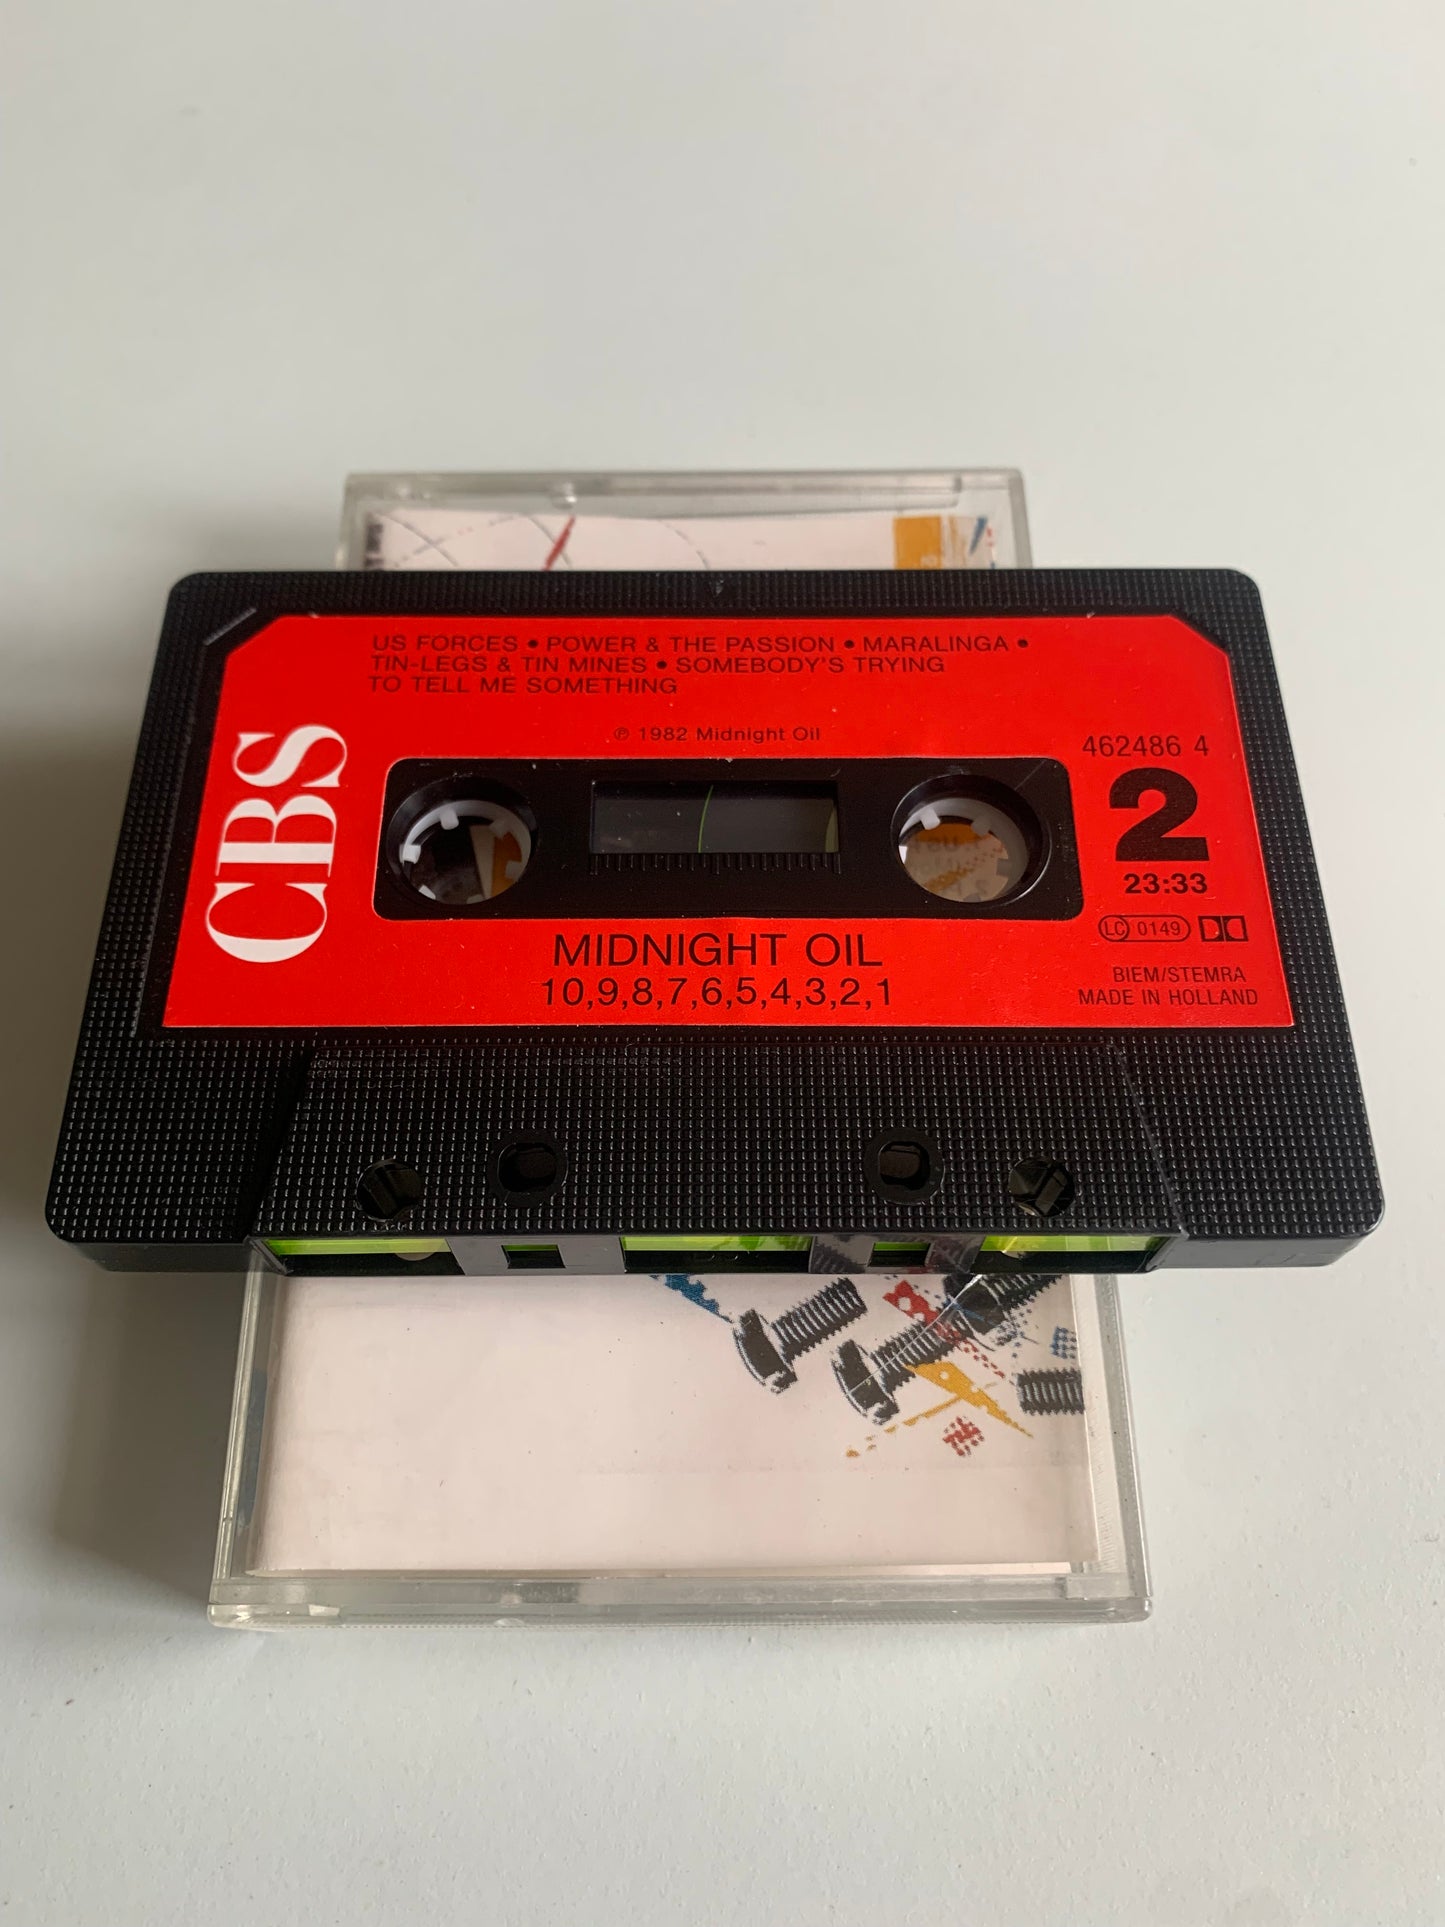 US FORCES • POWER & THE PASSION • MARALINGA •
TIN-LEGS & TIN MINES • SOMEBODY'S TRYING
TO TELL ME SOMETHING
℗ 1982 Midnight Oil
CBS
462486 4
2
23:33
LC 0149
BIEM/STEMRA
MADE IN HOLLAND
MIDNIGHT OIL
10,9,8,7,6,5,4,3,2,1